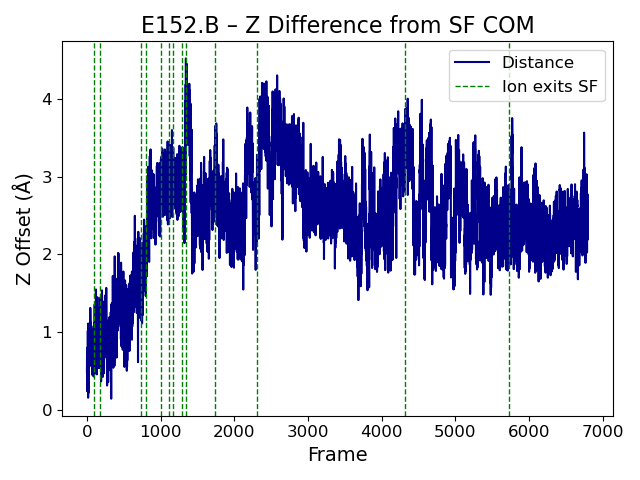 E152.B – Z Difference from SF COM
Distance
Ion exits SF
Z Offset (Å)
4
3
2
1
0
0 1000 2000 3000 4000 5000 6000 7000
Frame